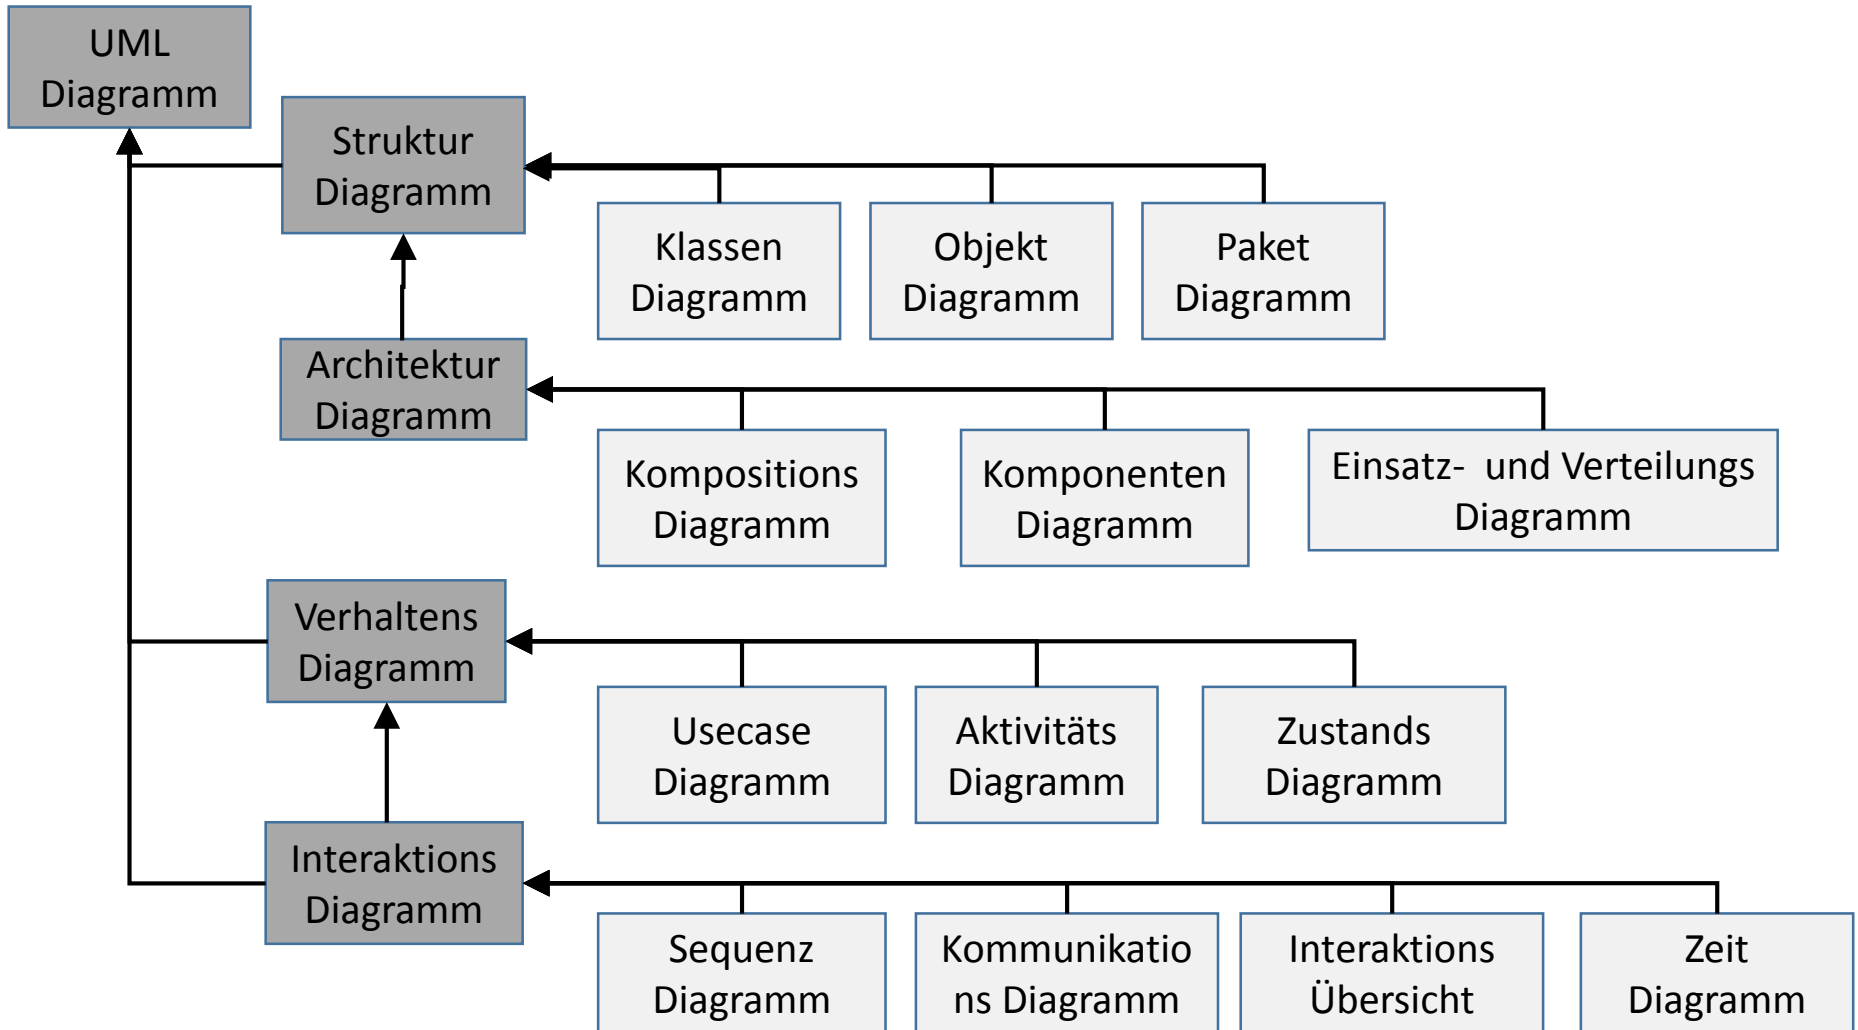 UML
Diagramm
Struktur
Diagramm
Klassen
Diagramm
Objekt
Diagramm
Paket
Diagramm
Architektur
Diagramm
Kompositions
Diagramm
Komponenten
Diagramm
Einsatz-  und Verteilungs
Diagramm
Verhaltens
Diagramm
Usecase
Diagramm
Aktivitäts
Diagramm
Zustands
Diagramm
Interaktions
Diagramm
Sequenz
Diagramm
Kommunikatio
ns Diagramm
Interaktions
Übersicht
Zeit
Diagramm